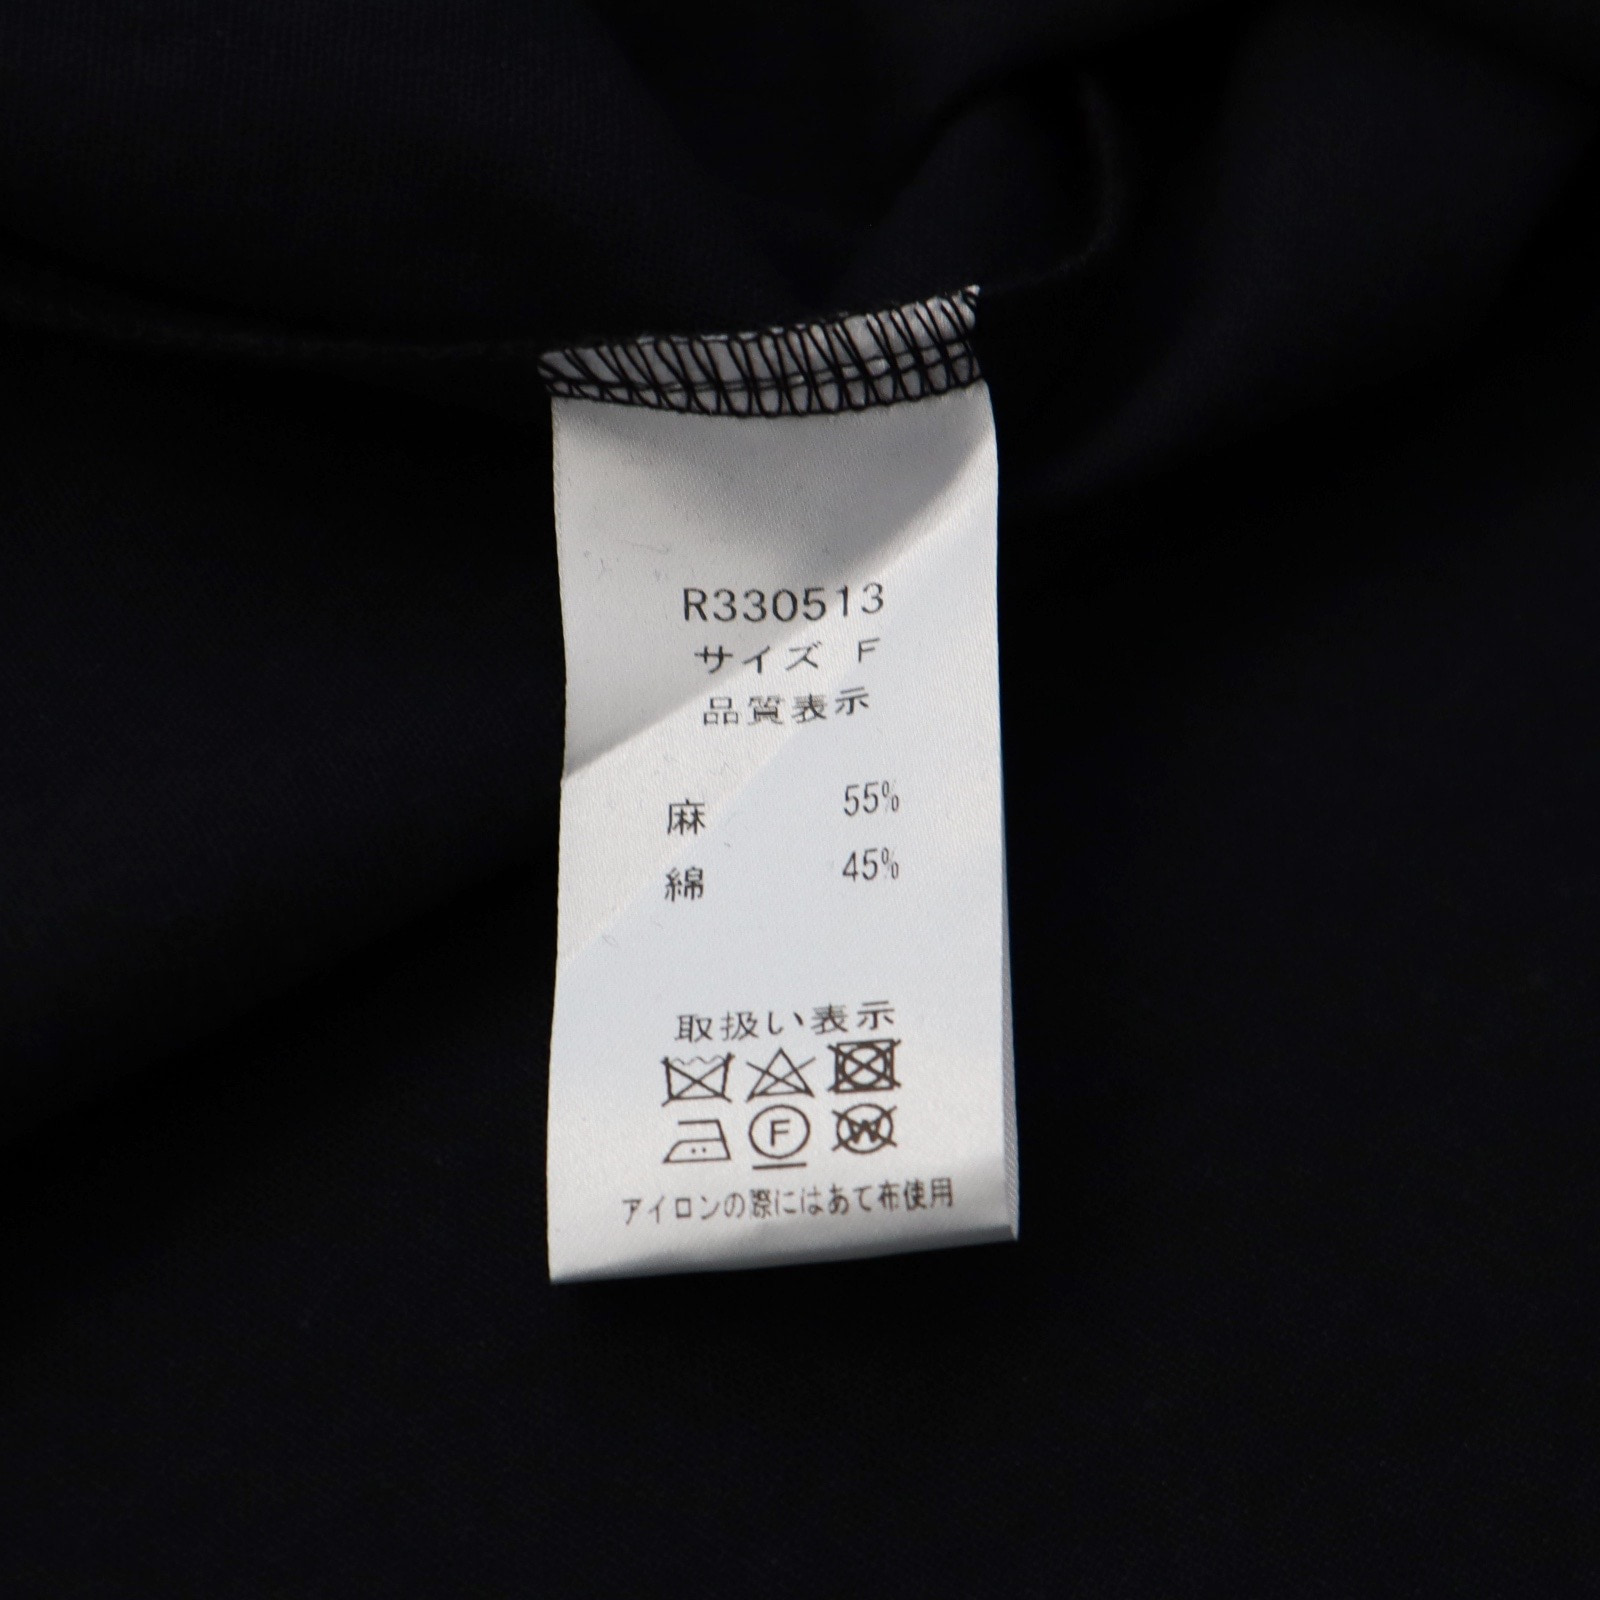 R330513
サイズ F
品質表示
麻 55%
綿 45%
取扱い表示
F W
アイロンの際にはあて布使用